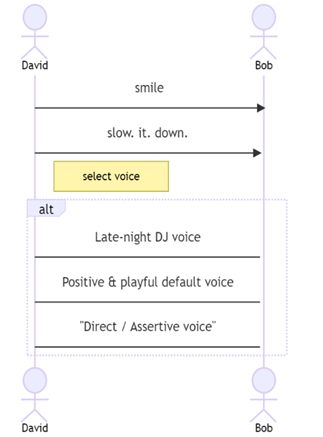 David
Bob
smile
slow. it. down.
select voice
alt
Late-night DJ voice
Positive & playful default voice
"Direct / Assertive voice"
David
Bob